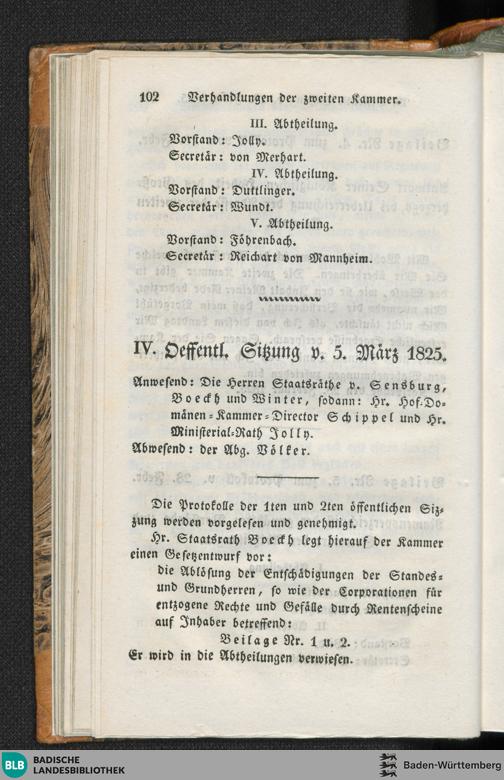 102 Verhandlungen der zweiten Kammer.
III. Abtheilung.
Vorstand: Jolly.
Secretär: von Merhart.
IV. Abtheilung.
Vorstand: Duttlinger.
Secretär: Wundt.
V. Abtheilung.
Vorstand: Föhrenbach.
Secretär: Reichart von Mannheim.
IV. Oeffentl. Sitzung v. 5. März 1825.
Anwesend: Die Herren Staatsräthe v. Sensburg,
Boeckh und Winter, sodann: Hr. Hof-Do-
mänen-Kammer-Director Schippel und Hr.
Ministerial-Rath Jolly.
Abwesend: der Abg. Völker.
Die Protokolle der 1ten und 2ten öffentlichen Sit-
zung werden vorgelesen und genehmigt.
Hr. Staatsrath Boeckh legt hierauf der Kammer
einen Gesetzentwurf vor:
die Ablösung der Entschädigungen der Standes-
und Grundherren, so wie der Corporationen für
entzogene Rechte und Gefälle durch Rentenscheine
auf Inhaber betreffend:
Beilage Nr. 1 u. 2.
Er wird in die Abtheilungen verwiesen.
BLB BADISCHE
LANDESBIBLIOTHEK
Baden-Württemberg